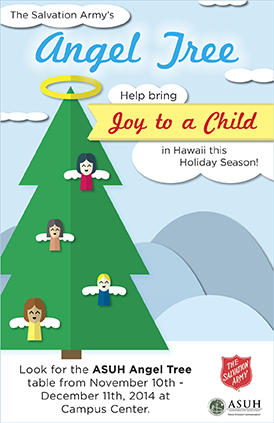 The Salvation Army's
Angel Tree
Help bring
Joy to a Child
in Hawaii this
Holiday Season!
Look for the ASUH Angel Tree
table from November 10th -
December 11th, 2014 at
Campus Center.
THE
SALVATION
ARMY
ASUH